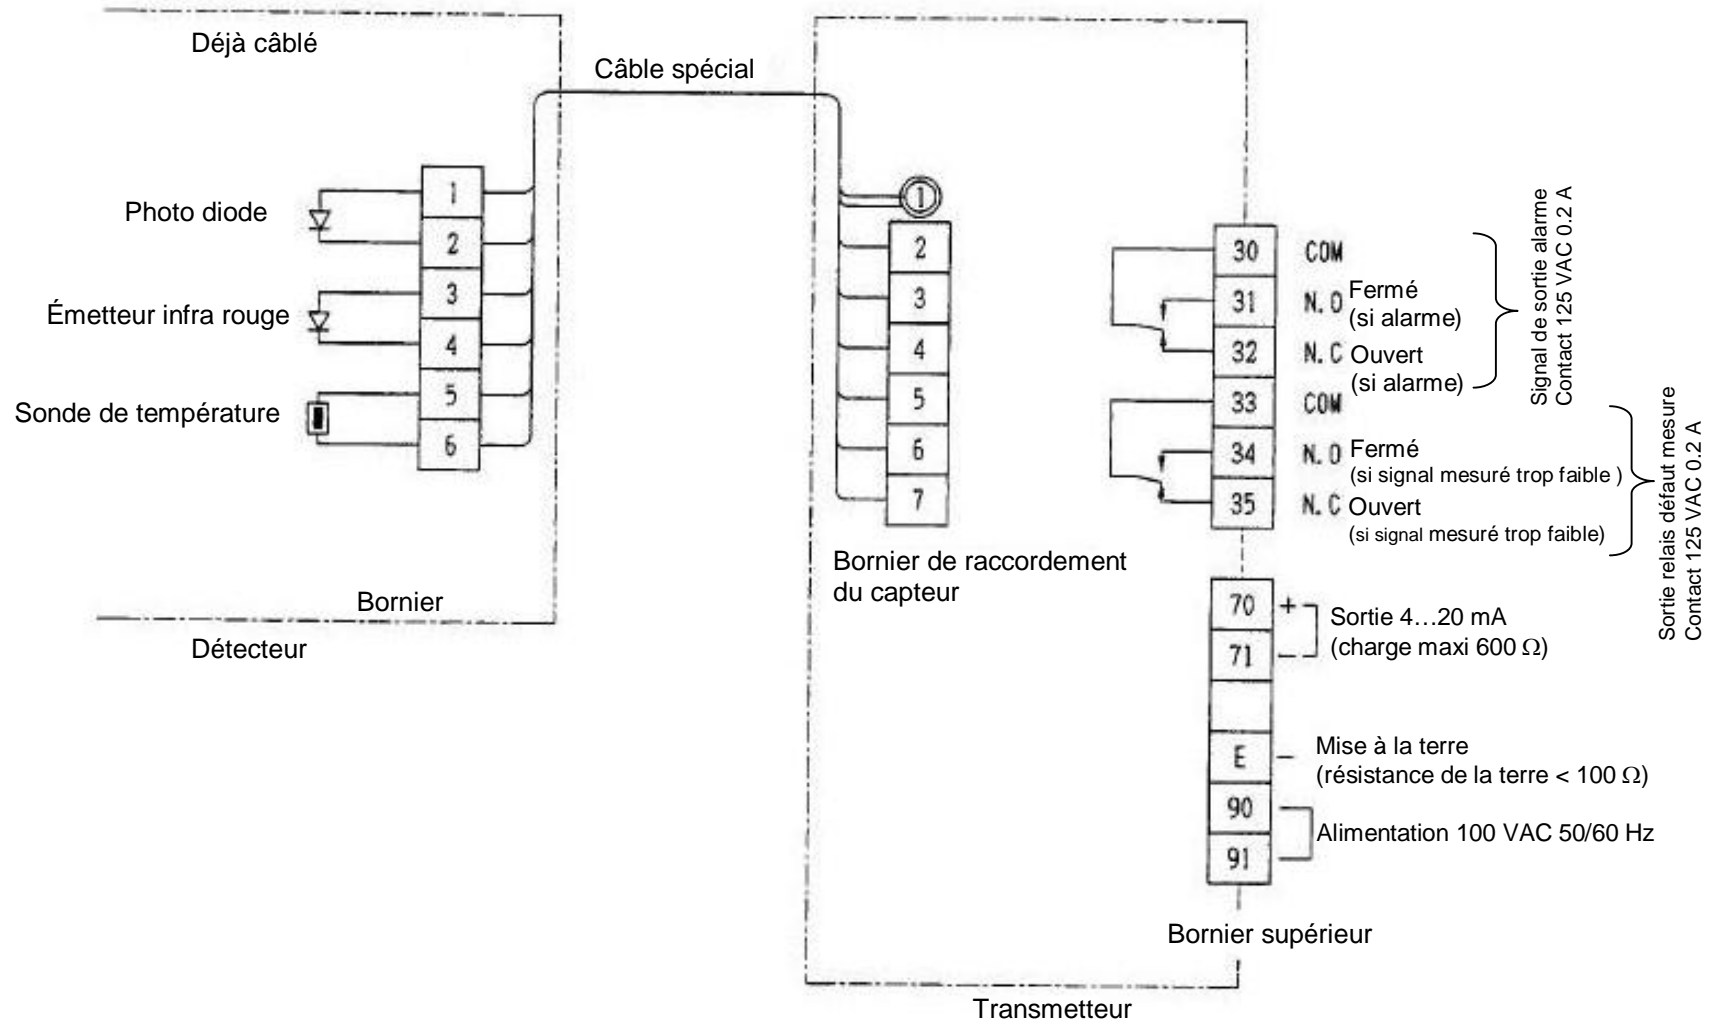 Déjà câblé
Câble spécial
Photo diode
Émetteur infra rouge
Sonde de température
1
2
3
4
5
6
Bornier
Détecteur
1
2
3
4
5
6
7
Bornier de raccordement
du capteur
30 COM
31 N.O Fermé
(si alarme)
32 N.C Ouvert
(si alarme)
33 COM
34 N.O Fermé
(si signal mesuré trop faible )
35 N.C Ouvert
(si signal mesuré trop faible)
Signal de sortie alarme
Contact 125 VAC 0.2 A
Sortie relais défaut mesure
Contact 125 VAC 0.2 A
70 +
71 –
Sortie 4…20 mA
(charge maxi 600 Ω)
E – Mise à la terre
(résistance de la terre < 100 Ω)
90
91
Alimentation 100 VAC 50/60 Hz
Bornier supérieur
Transmetteur